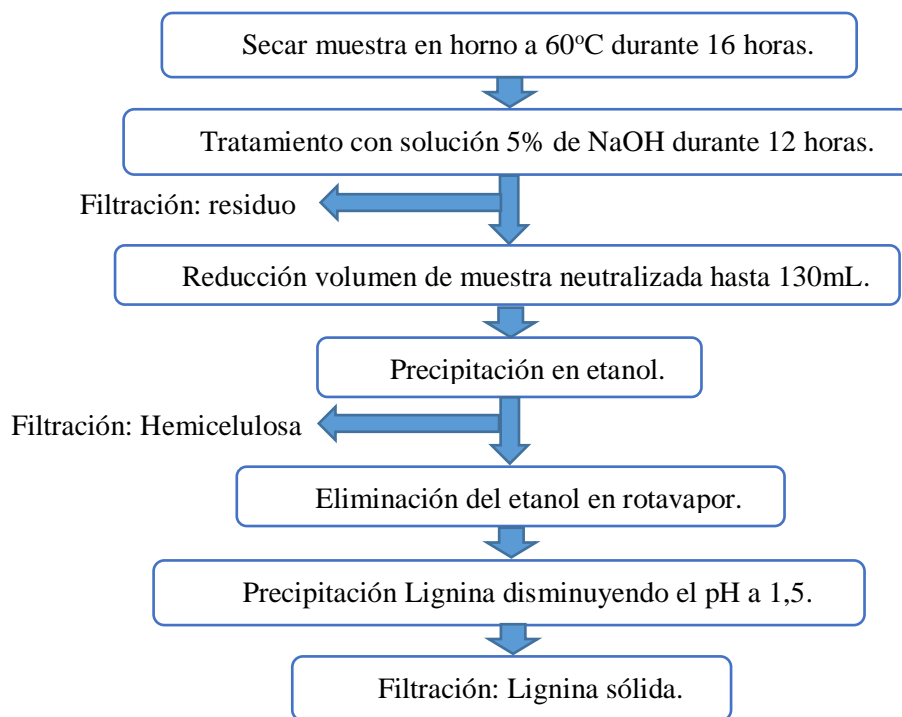 Secar muestra en horno a 60°C durante 16 horas.
Tratamiento con solución 5% de NaOH durante 12 horas.
Filtración: residuo
Reducción volumen de muestra neutralizada hasta 130mL.
Precipitación en etanol.
Filtración: Hemicelulosa
Eliminación del etanol en rotavapor.
Precipitación Lignina disminuyendo el pH a 1,5.
Filtración: Lignina sólida.